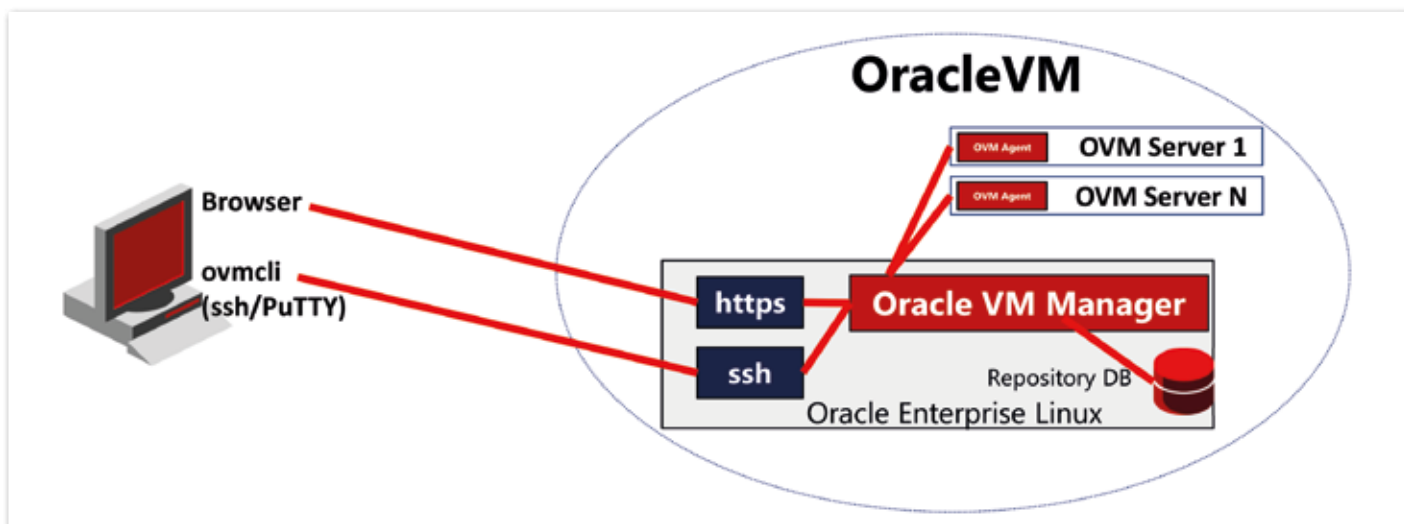 OracleVM
OVM Agent OVM Server 1
OVM Agent OVM Server N
Browser
ovmcli
(ssh/PuTTY)
https
Oracle VM Manager
ssh
Repository DB
Oracle Enterprise Linux